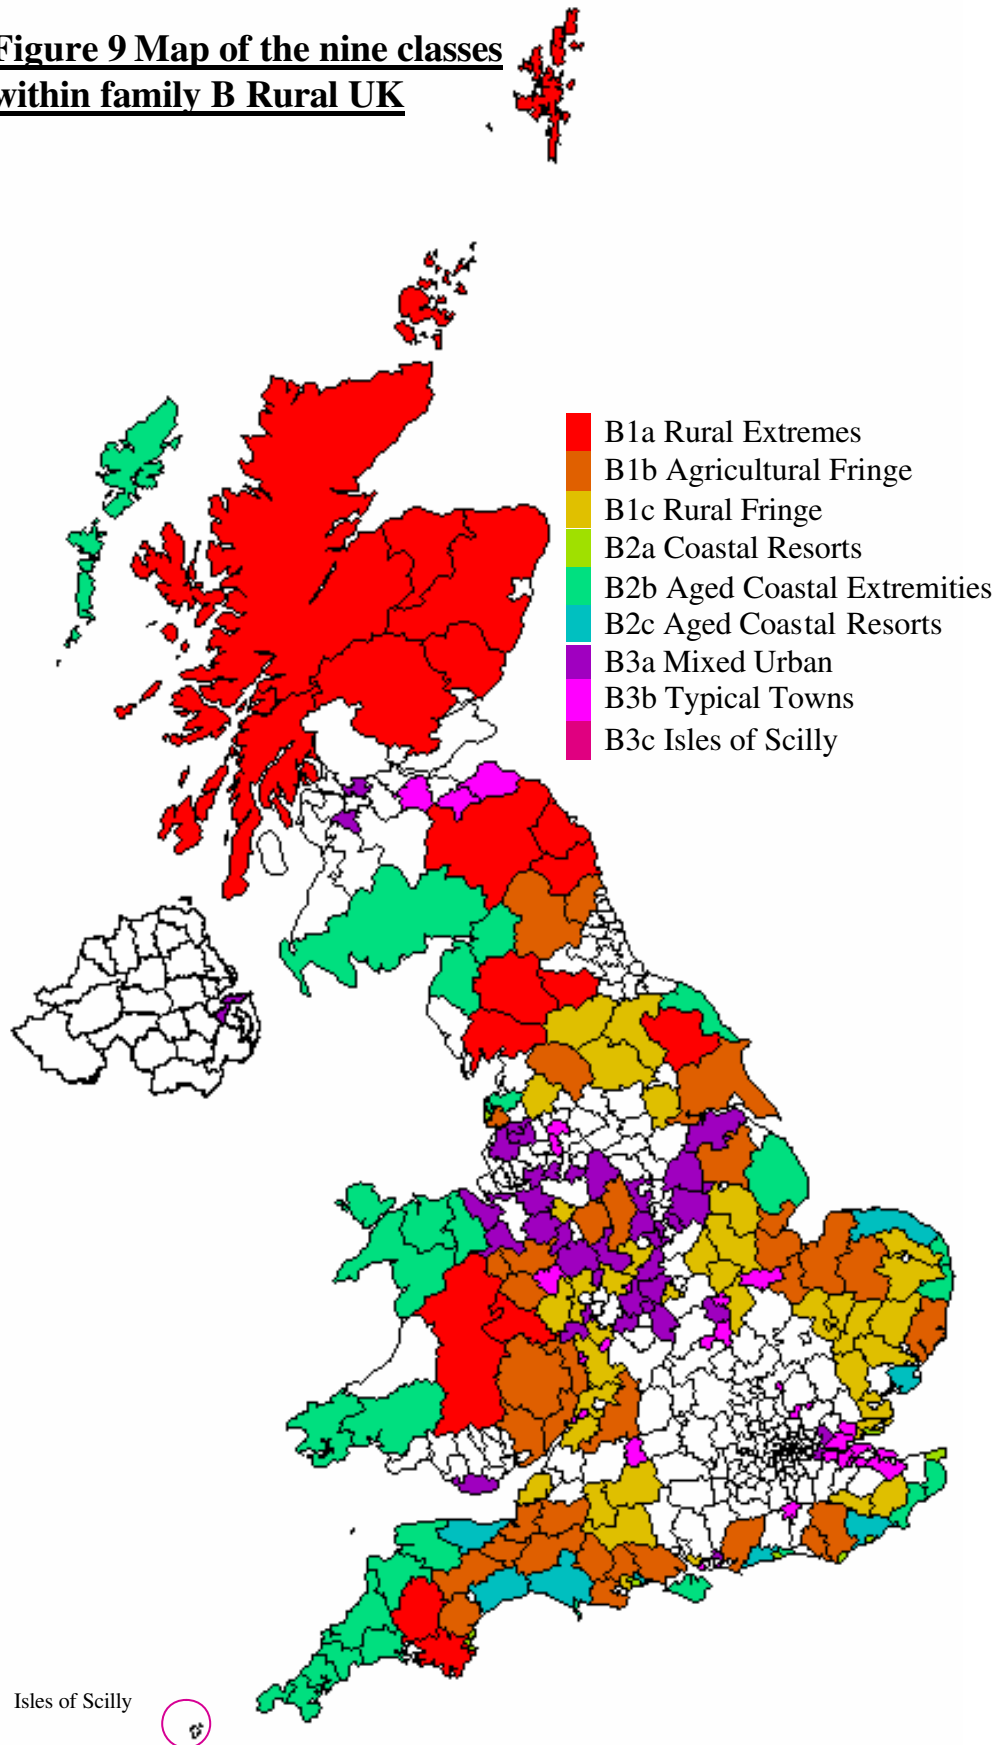 Figure 9 Map of the nine classes
within family B Rural UK
B1a Rural Extremes
B1b Agricultural Fringe
B1c Rural Fringe
B2a Coastal Resorts
B2b Aged Coastal Extremities
B2c Aged Coastal Resorts
B3a Mixed Urban
B3b Typical Towns
B3c Isles of Scilly
Isles of Scilly